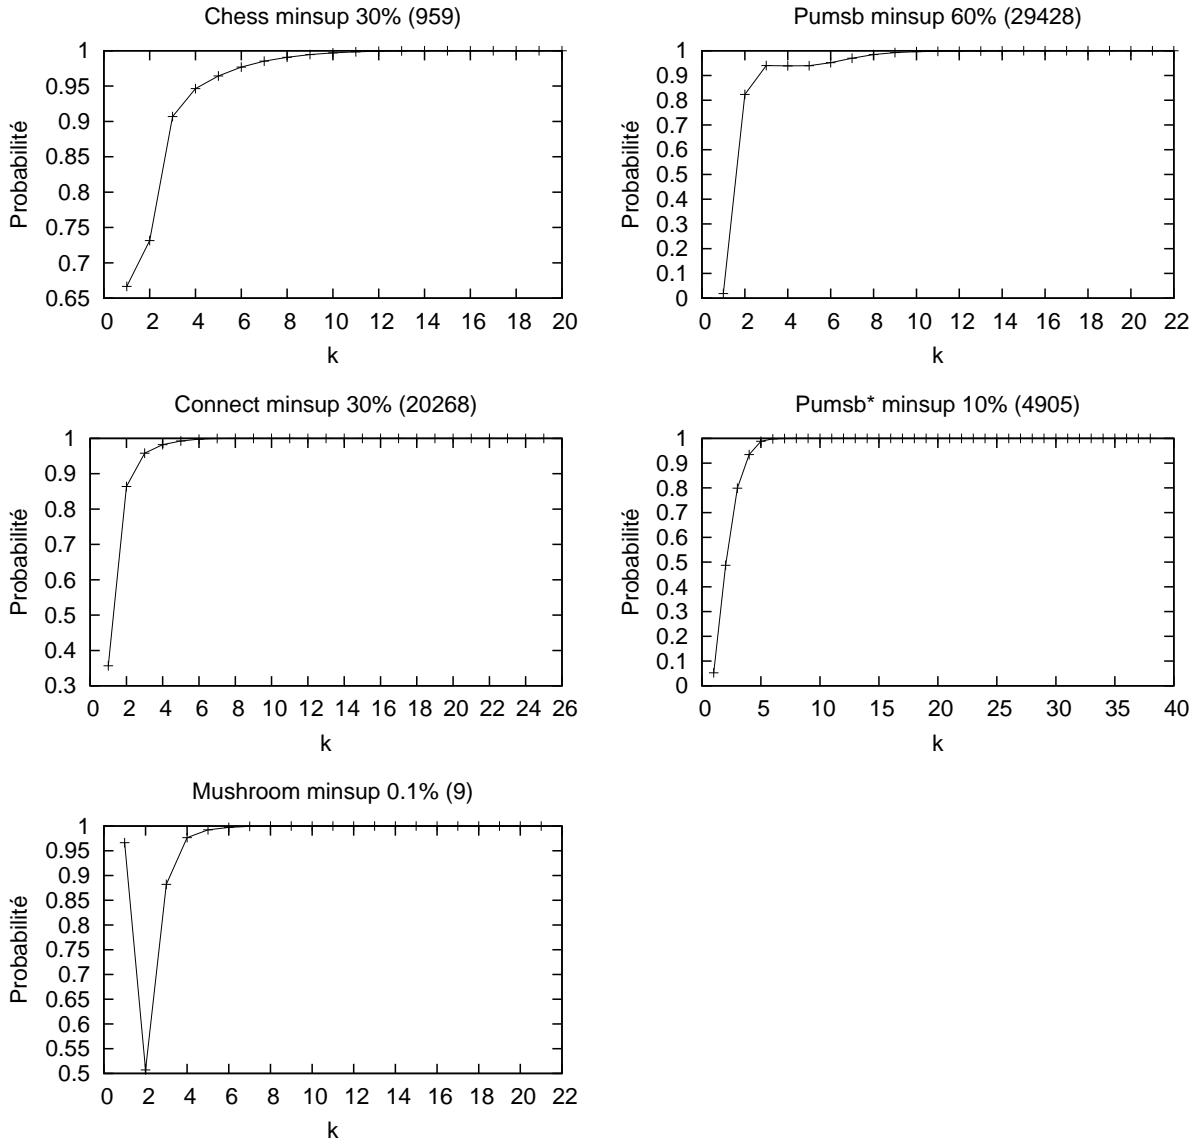 Chess minsup 30% (959)
1
0.95
0.9
0.85
0.8
0.75
0.7
0.65
Probabilité
0 2 4 6 8 10 12 14 16 18 20
k
Pumsb minsup 60% (29428)
1
0.9
0.8
0.7
0.6
0.5
0.4
0.3
0.2
0.1
0
Probabilité
0 2 4 6 8 10 12 14 16 18 20 22
k
Connect minsup 30% (20268)
1
0.9
0.8
0.7
0.6
0.5
0.4
0.3
Probabilité
0 2 4 6 8 10 12 14 16 18 20 22 24 26
k
Pumsb* minsup 10% (4905)
1
0.9
0.8
0.7
0.6
0.5
0.4
0.3
0.2
0.1
0
Probabilité
0 5 10 15 20 25 30 35 40
k
Mushroom minsup 0.1% (9)
1
0.95
0.9
0.85
0.8
0.75
0.7
0.65
0.6
0.55
0.5
Probabilité
0 2 4 6 8 10 12 14 16 18 20 22
k